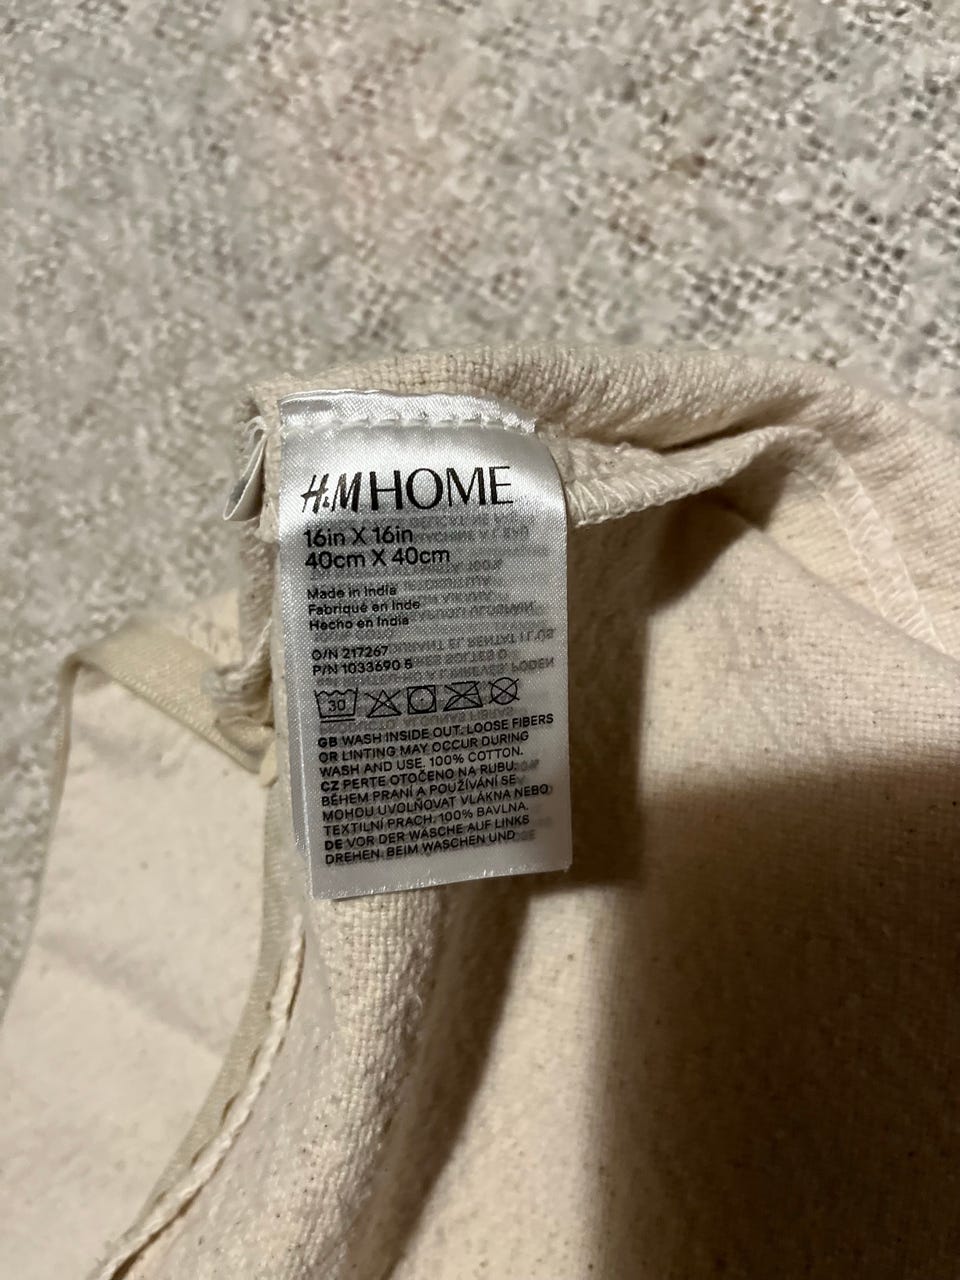 H&M HOME
16in X 16in
40cm X 40cm
Made in India
Fabriqué en Inde
Hecho en India
O/N 217267
P/N 1033690 5
30
GB WASH INSIDE OUT. LOOSE FIBERS
OR LINTING MAY OCCUR DURING
WASH AND USE. 100% COTTON.
CZ PERTE OTOČENO NA RUBU.
BĚHEM PRANÍ A POUŽÍVÁNÍ SE
MOHOU UVOLŇOVAT VLÁKNA NEBO
TEXTILNÍ PRACH. 100% BAVLNA.
DE VOR DER WÄSCHE AUF LINKS
DREHEN. BEIM WASCHEN UND